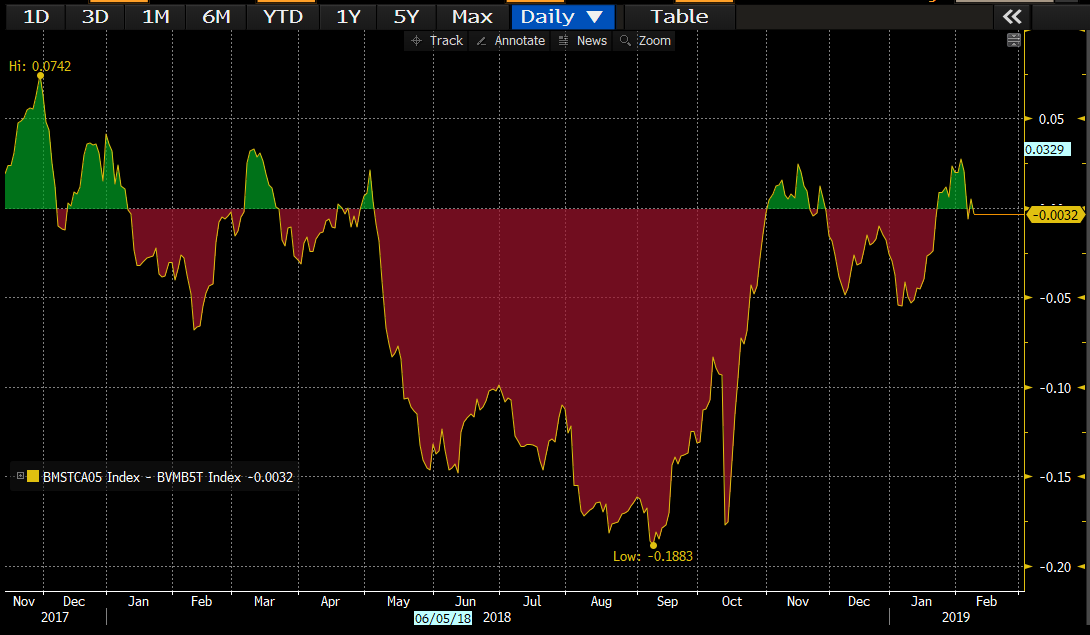 1D 3D 1M 6M YTD 1Y 5Y Max Daily ▼ Table «
Track Annotate News Zoom
Hi: 0.0742
0.05
0.0329
-0.0032
-0.05
-0.10
BMSTCA05 Index - BVMB5T Index -0.0032
-0.15
Low: -0.1883
-0.20
Nov Dec Jan Feb Mar Apr May Jun Jul Aug Sep Oct Nov Dec Jan Feb
2017 06/05/18 2018 2019